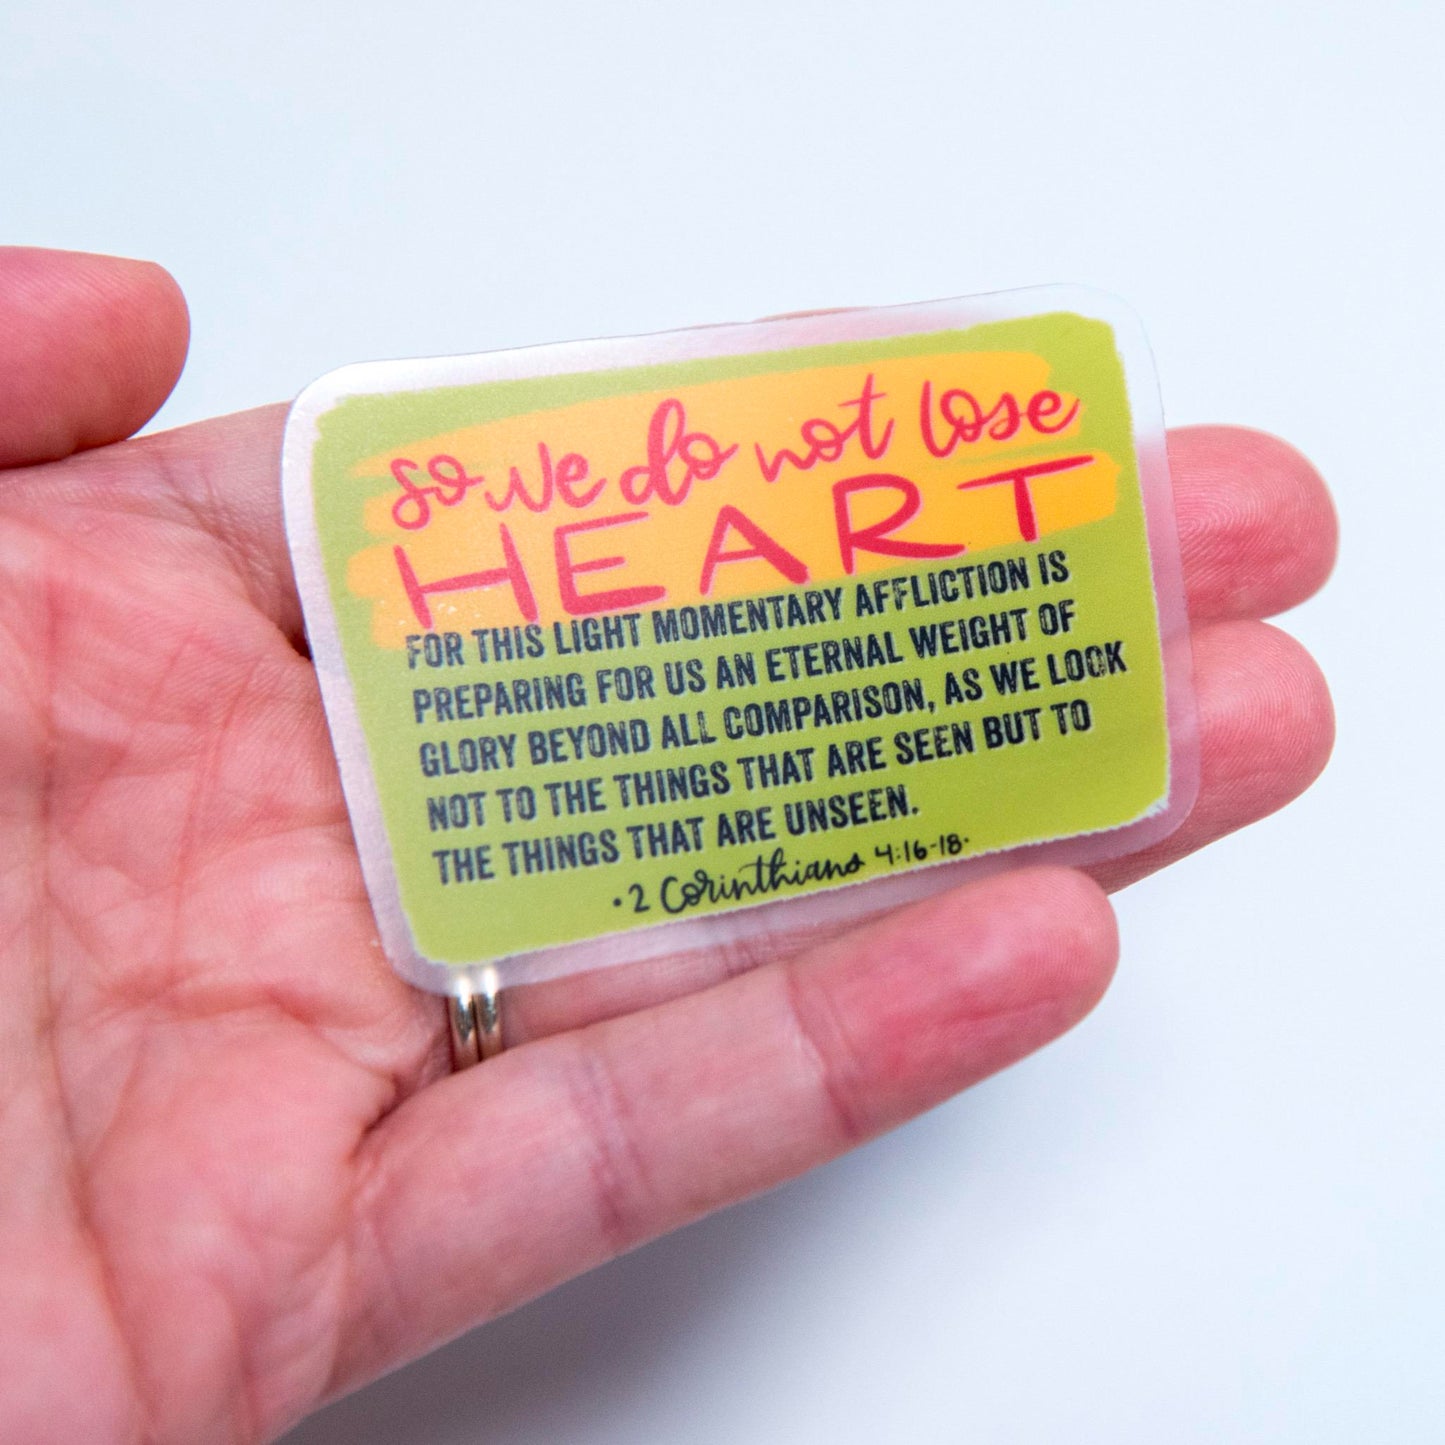 so we do not lose
HEART
FOR THIS LIGHT MOMENTARY AFFLICTION IS
PREPARING FOR US AN ETERNAL WEIGHT OF
GLORY BEYOND ALL COMPARISON, AS WE LOOK
NOT TO THE THINGS THAT ARE SEEN BUT TO
THE THINGS THAT ARE UNSEEN.
•2 Corinthians 4:16-18•